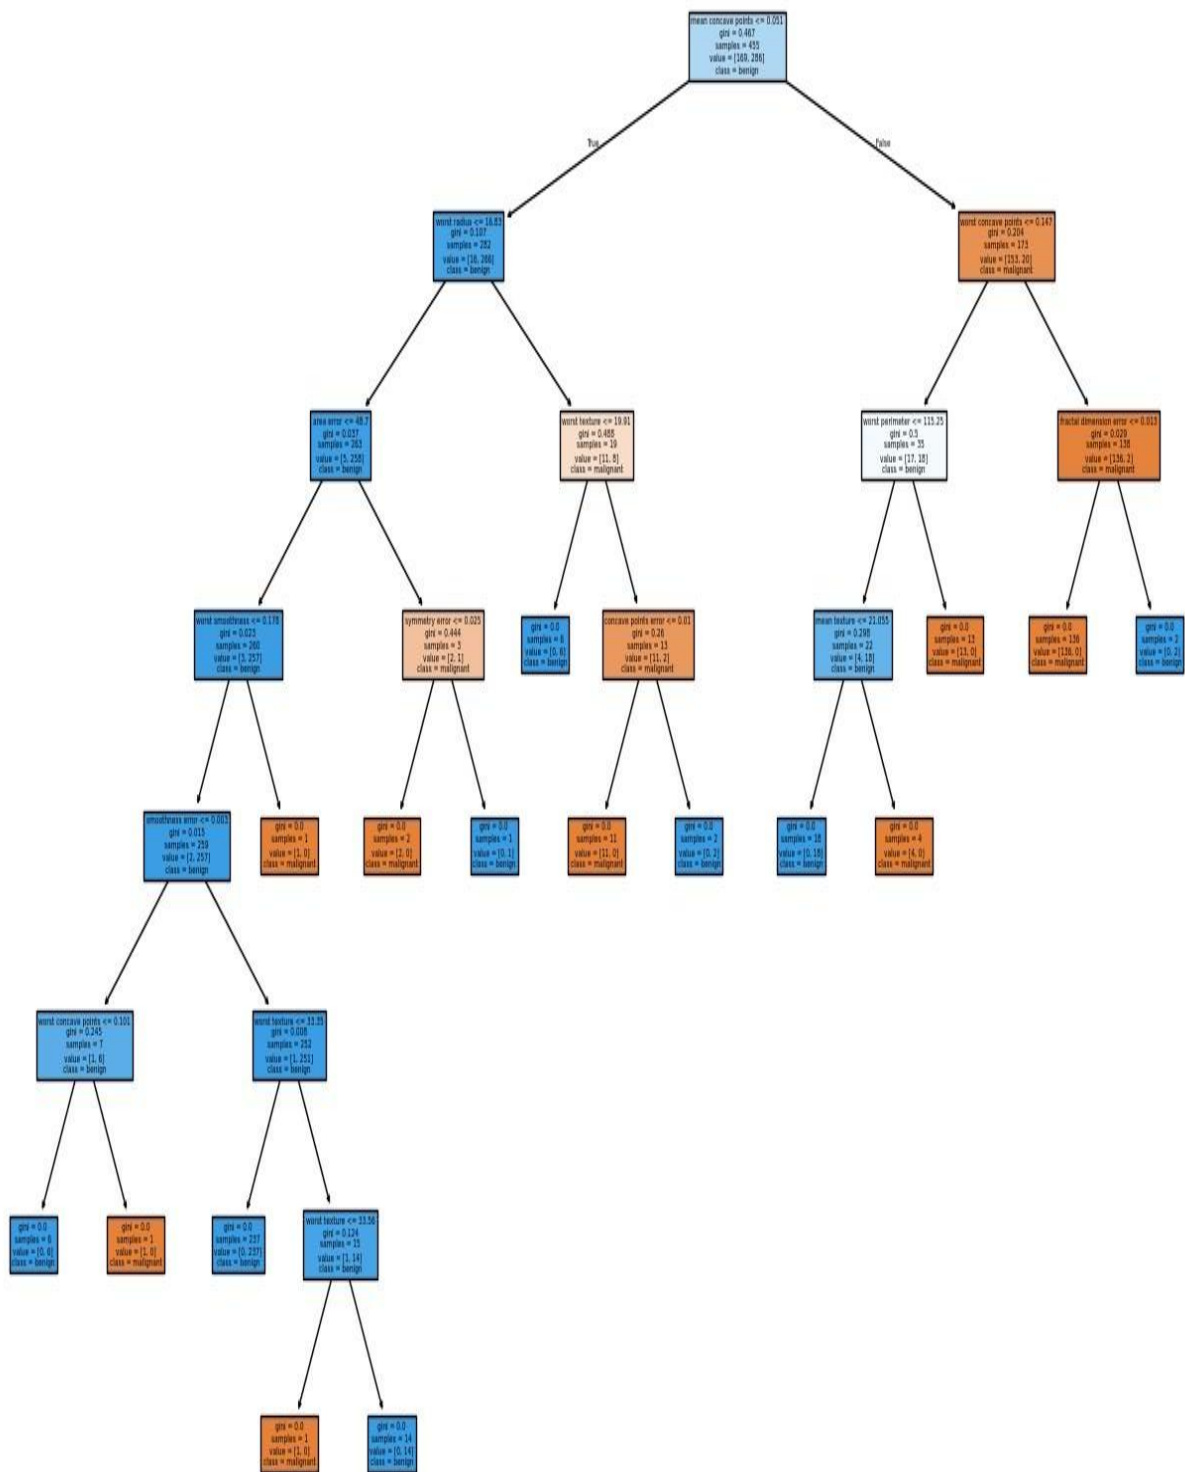 mean concave points <= 0.051
gini = 0.467
samples = 455
value = [169, 286]
class = benign
True
False
worst radius <= 16.83
gini = 0.107
samples = 282
value = [16, 266]
class = benign
worst concave points <= 0.147
gini = 0.204
samples = 173
value = [153, 20]
class = malignant
area error <= 48.7
gini = 0.037
samples = 263
value = [5, 258]
class = benign
worst texture <= 19.91
gini = 0.488
samples = 19
value = [11, 8]
class = malignant
worst perimeter <= 115.25
gini = 0.5
samples = 35
value = [17, 18]
class = benign
fractal dimension error <= 0.013
gini = 0.029
samples = 138
value = [136, 2]
class = malignant
worst smoothness <= 0.178
gini = 0.023
samples = 260
value = [3, 257]
class = benign
symmetry error <= 0.025
gini = 0.444
samples = 3
value = [2, 1]
class = malignant
gini = 0.0
samples = 6
value = [0, 6]
class = benign
concave points error <= 0.01
gini = 0.26
samples = 13
value = [11, 2]
class = malignant
mean texture <= 21.055
gini = 0.298
samples = 22
value = [4, 18]
class = benign
gini = 0.0
samples = 13
value = [13, 0]
class = malignant
gini = 0.0
samples = 136
value = [136, 0]
class = malignant
gini = 0.0
samples = 2
value = [0, 2]
class = benign
smoothness error <= 0.003
gini = 0.015
samples = 259
value = [2, 257]
class = benign
gini = 0.0
samples = 1
value = [1, 0]
class = malignant
gini = 0.0
samples = 2
value = [2, 0]
class = malignant
gini = 0.0
samples = 1
value = [0, 1]
class = benign
gini = 0.0
samples = 11
value = [11, 0]
class = malignant
gini = 0.0
samples = 2
value = [0, 2]
class = benign
gini = 0.0
samples = 18
value = [0, 18]
class = benign
gini = 0.0
samples = 4
value = [4, 0]
class = malignant
worst concave points <= 0.101
gini = 0.245
samples = 7
value = [1, 6]
class = benign
worst texture <= 33.35
gini = 0.008
samples = 252
value = [1, 251]
class = benign
gini = 0.0
samples = 6
value = [0, 6]
class = benign
gini = 0.0
samples = 1
value = [1, 0]
class = malignant
gini = 0.0
samples = 237
value = [0, 237]
class = benign
worst texture <= 33.56
gini = 0.124
samples = 15
value = [1, 14]
class = benign
gini = 0.0
samples = 1
value = [1, 0]
class = malignant
gini = 0.0
samples = 14
value = [0, 14]
class = benign